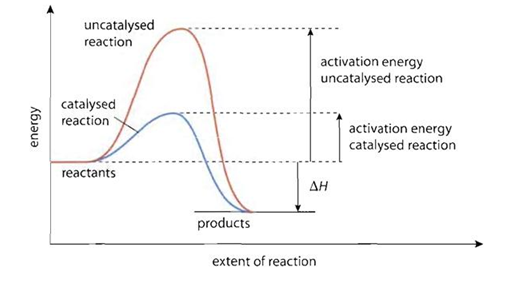 uncatalysed
reaction
activation energy
uncatalysed reaction
catalysed
reaction
activation energy
catalysed reaction
energy
reactants
ΔH
products
extent of reaction